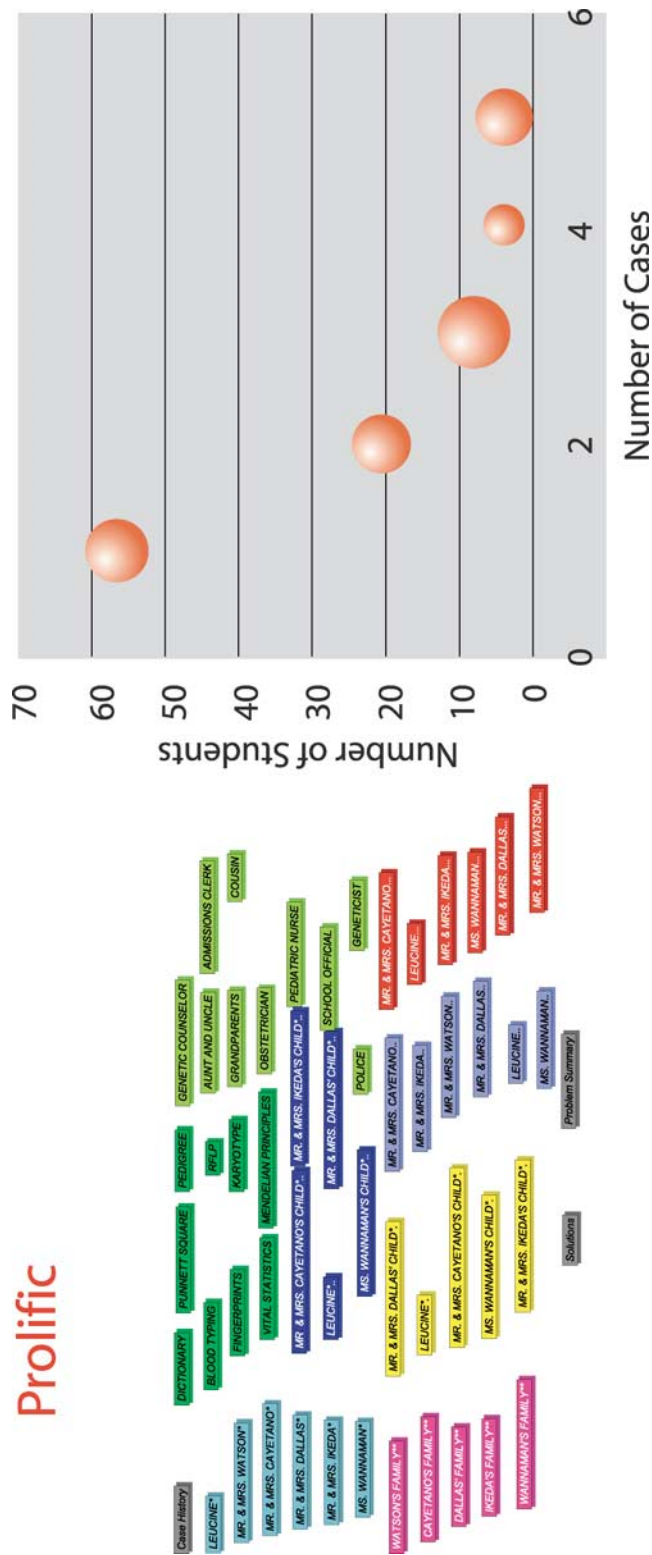 Prolific
Case History
DICTIONARY
PUNNETT SQUARE
PEDIGREE
GENETIC COUNSELOR
LEUCINE*
BLOOD TYPING
RFLP
AUNT AND UNCLE
ADMISSIONS CLERK
MR. & MRS. WATSON*
FINGERPRINTS
KARYOTYPE
GRANDPARENTS
COUSIN
MR. & MRS. CAYETANO*
VITAL STATISTICS
MENDELIAN PRINCIPLES
OBSTETRICIAN
MR. & MRS. DALLAS*
MR. & MRS. CAYETANO'S CHILD*..
MR. & MRS. IKEDA'S CHILD*..
PEDIATRIC NURSE
MR. & MRS. IKEDA*
LEUCINE*..
MR. & MRS. DALLAS' CHILD*..
SCHOOL OFFICIAL
MS. WANNAMAN*
MS. WANNAMAN'S CHILD*..
POLICE
GENETICIST
WATSON'S FAMILY**
MR. & MRS. DALLAS' CHILD*.
MR. & MRS. CAYETANO..
MR. & MRS. CAYETANO...
CAYETANO'S FAMILY**
LEUCINE*.
MR. & MRS. IKEDA..
LEUCINE...
DALLAS' FAMILY**
MR. & MRS. CAYETANO'S CHILD*.
MR. & MRS. WATSON..
MR. & MRS. IKEDA...
IKEDA'S FAMILY**
MS. WANNAMAN'S CHILD*.
MR. & MRS. DALLAS..
MS. WANNAMAN...
WANNAMAN'S FAMILY**
MR. & MRS. IKEDA'S CHILD*.
LEUCINE..
MR. & MRS. DALLAS...
MS. WANNAMAN..
MR. & MRS. WATSON...
Solutions
Problem Summary
Number of Students
70
60
50
40
30
20
10
0
0
2
4
6
Number of Cases